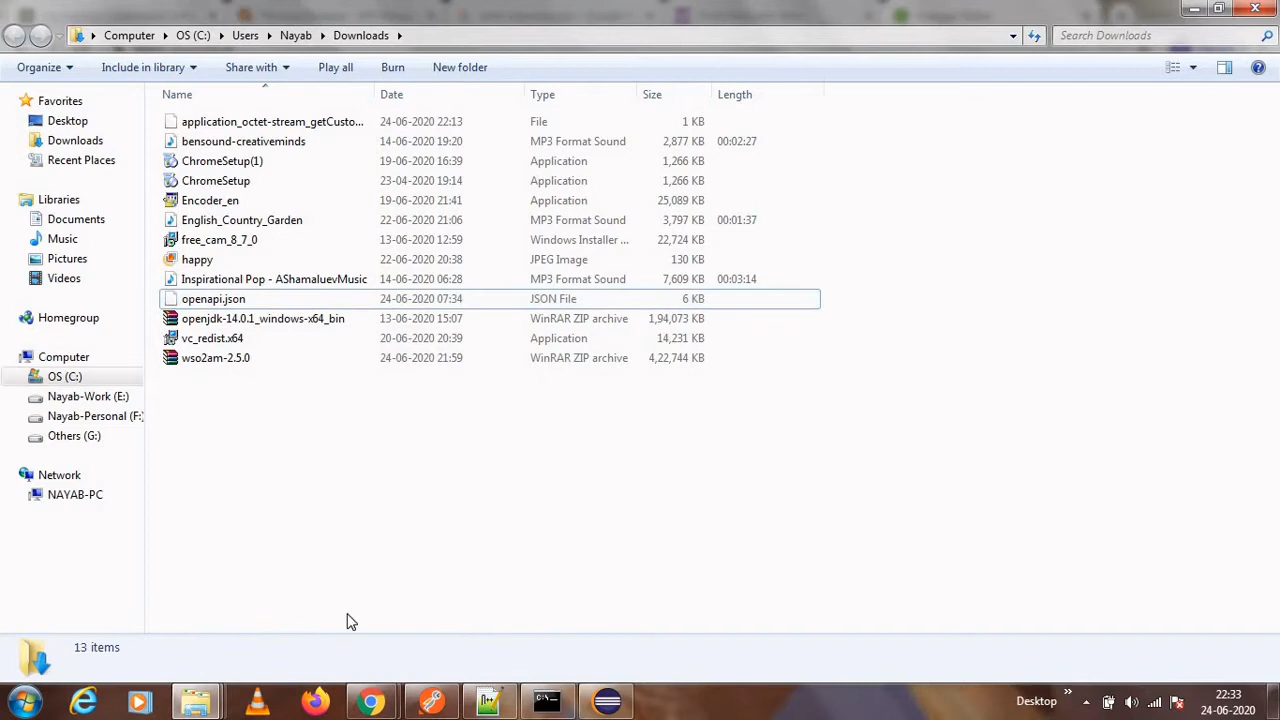 Computer OS (C:) Users Nayab Downloads
Search Downloads
Organize Include in library Share with Play all Burn New folder
Favorites
Desktop
Downloads
Recent Places
Libraries
Documents
Music
Pictures
Videos
Homegroup
Computer
OS (C:)
Nayab-Work (E:)
Nayab-Personal (F:)
Others (G:)
Network
NAYAB-PC
Name Date Type Size Length
application_octet-stream_getCusto... 24-06-2020 22:13 File 1 KB
bensound-creativeminds 14-06-2020 19:20 MP3 Format Sound 2,877 KB 00:02:27
ChromeSetup(1) 19-06-2020 16:39 Application 1,266 KB
ChromeSetup 23-04-2020 19:14 Application 1,266 KB
Encoder_en 19-06-2020 21:41 Application 25,089 KB
English_Country_Garden 22-06-2020 21:06 MP3 Format Sound 3,797 KB 00:01:37
free_cam_8_7_0 13-06-2020 12:59 Windows Installer ... 22,724 KB
happy 22-06-2020 20:38 JPEG Image 130 KB
Inspirational Pop - AShamaluevMusic 14-06-2020 06:28 MP3 Format Sound 7,609 KB 00:03:14
openapi.json 24-06-2020 07:34 JSON File 6 KB
openjdk-14.0.1_windows-x64_bin 13-06-2020 15:07 WinRAR ZIP archive 1,94,073 KB
vc_redist.x64 20-06-2020 20:39 Application 14,231 KB
wso2am-2.5.0 24-06-2020 21:59 WinRAR ZIP archive 4,22,744 KB
13 items
Desktop
22:33
24-06-2020